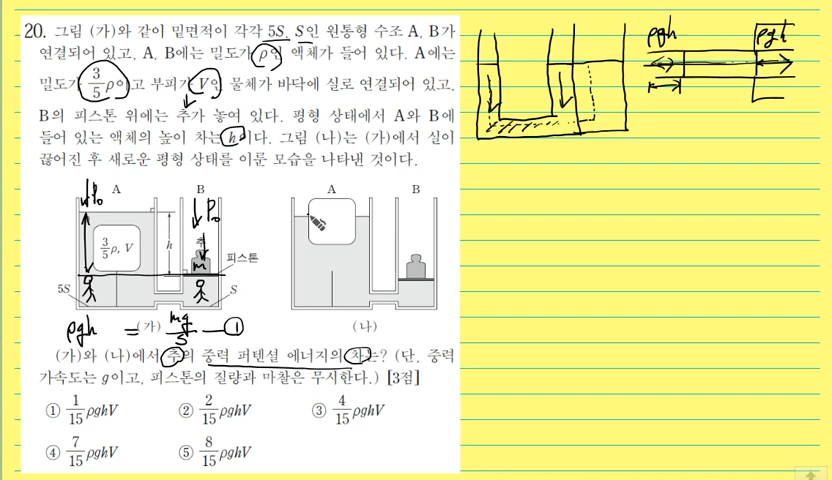 20. 그림 (가)와 같이 밑면적이 각각 5S, S인 원통형 수조 A, B가
연결되어 있고, A, B에는 밀도가 ρ인 액체가 들어 있다. A에는
밀도가 3/5ρ이고 부피가 V인 물체가 바닥에 실로 연결되어 있고,
B의 피스톤 위에는 추가 놓여 있다. 평형 상태에서 A와 B에
들어 있는 액체의 높이 차는 h이다. 그림 (나)는 (가)에서 실이
끊어진 후 새로운 평형 상태를 이룬 모습을 나타낸 것이다.
A B
P₀ P₀
3/5ρ, V
h
추
m
피스톤
5S S
(가)
A B
(나)
ρgh = mg/S — ①
(가)와 (나)에서 추의 중력 퍼텐셜 에너지의 차는? (단, 중력
가속도는 g이고, 피스톤의 질량과 마찰은 무시한다.) [3점]
① 1/15 ρghV ② 2/15 ρghV ③ 4/15 ρghV
④ 7/15 ρghV ⑤ 8/15 ρghV
ρgh ρgh